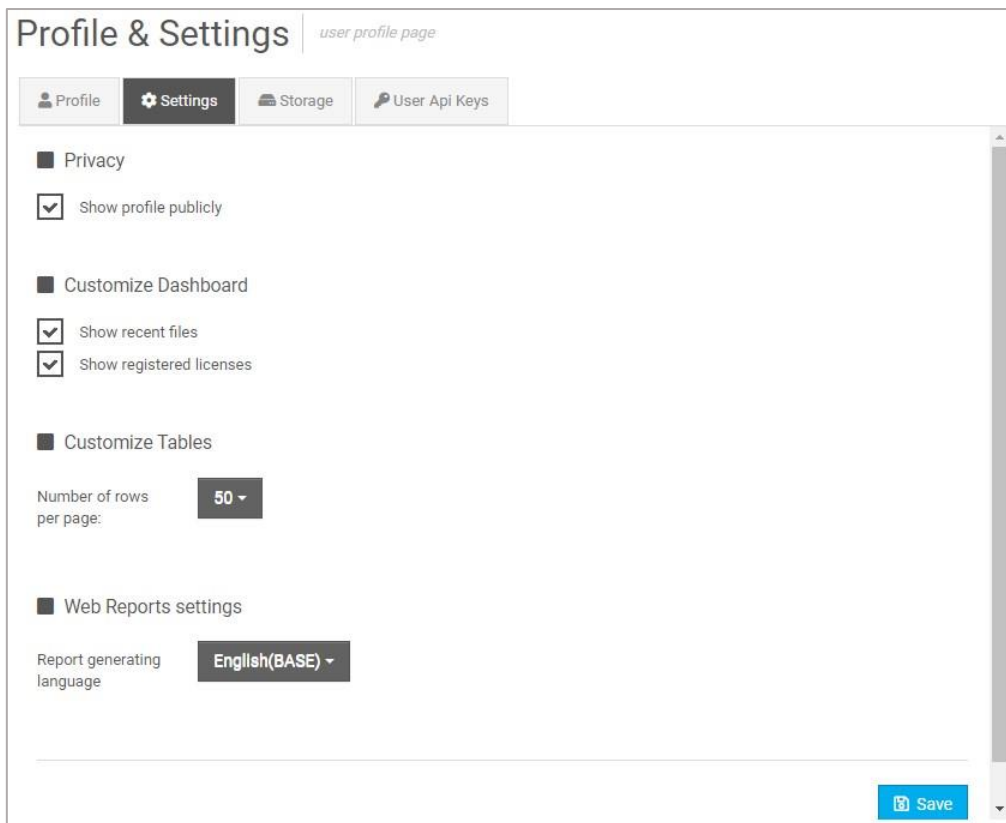 Profile & Settings
user profile page
Profile
Settings
Storage
User Api Keys
Privacy
Show profile publicly
Customize Dashboard
Show recent files
Show registered licenses
Customize Tables
Number of rows
per page:
50
Web Reports settings
Report generating
language
English(BASE)
Save